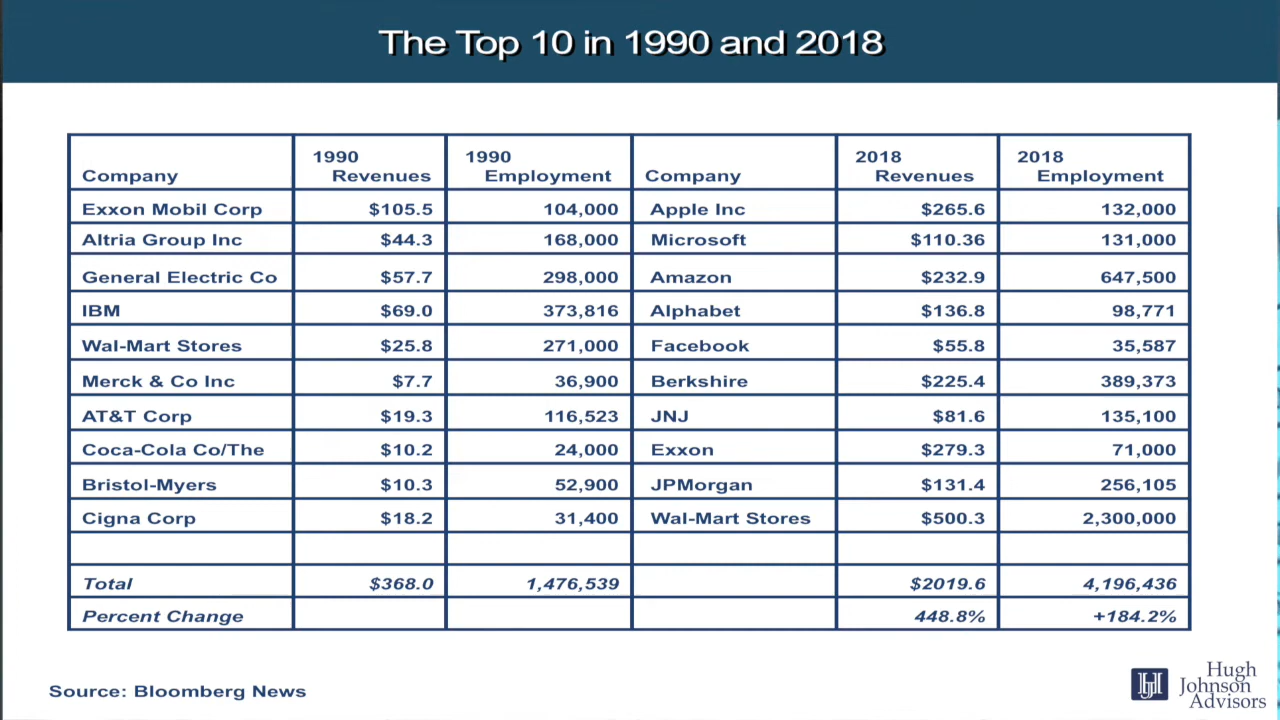 The Top 10 in 1990 and 2018
Company 1990 Revenues 1990 Employment Company 2018 Revenues 2018 Employment
Exxon Mobil Corp $105.5 104,000 Apple Inc $265.6 132,000
Altria Group Inc $44.3 168,000 Microsoft $110.36 131,000
General Electric Co $57.7 298,000 Amazon $232.9 647,500
IBM $69.0 373,816 Alphabet $136.8 98,771
Wal-Mart Stores $25.8 271,000 Facebook $55.8 35,587
Merck & Co Inc $7.7 36,900 Berkshire $225.4 389,373
AT&T Corp $19.3 116,523 JNJ $81.6 135,100
Coca-Cola Co/The $10.2 24,000 Exxon $279.3 71,000
Bristol-Myers $10.3 52,900 JPMorgan $131.4 256,105
Cigna Corp $18.2 31,400 Wal-Mart Stores $500.3 2,300,000
Total $368.0 1,476,539 $2019.6 4,196,436
Percent Change 448.8% +184.2%
Source: Bloomberg News
HJ
Hugh
Johnson
Advisors